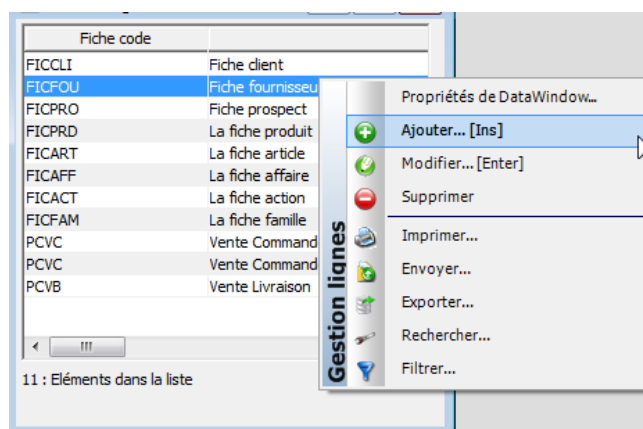 Fiche code
FICCLI Fiche client
FICFOU Fiche fournisseu
FICPRO Fiche prospect
FICPRD La fiche produit
FICART La fiche article
FICAFF La fiche affaire
FICACT La fiche action
FICFAM La fiche famille
PCVC Vente Command
PCVC Vente Command
PCVB Vente Livraison
11 : Eléments dans la liste
Gestion lignes
Propriétés de DataWindow...
Ajouter... [Ins]
Modifier... [Enter]
Supprimer
Imprimer...
Envoyer...
Exporter...
Rechercher...
Filtrer...